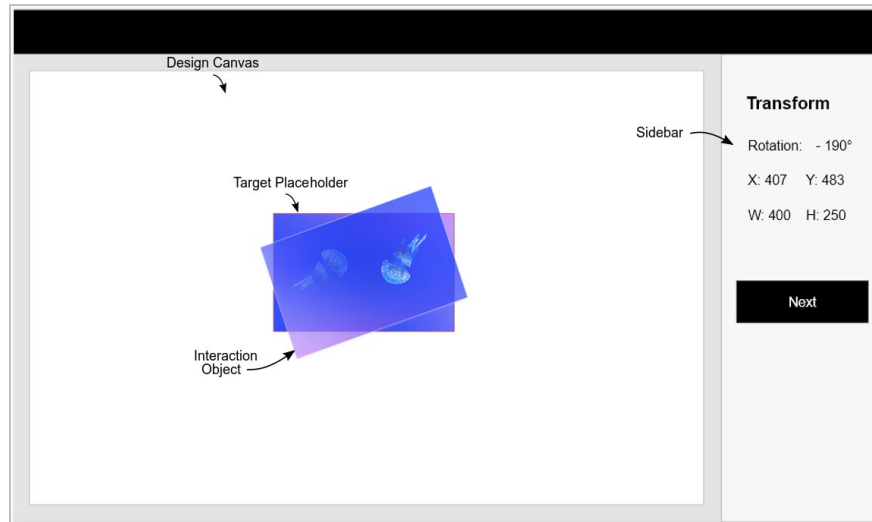 Design Canvas
Transform
Sidebar
Rotation: - 190°
X: 407 Y: 483
Target Placeholder
W: 400 H: 250
Next
Interaction
Object